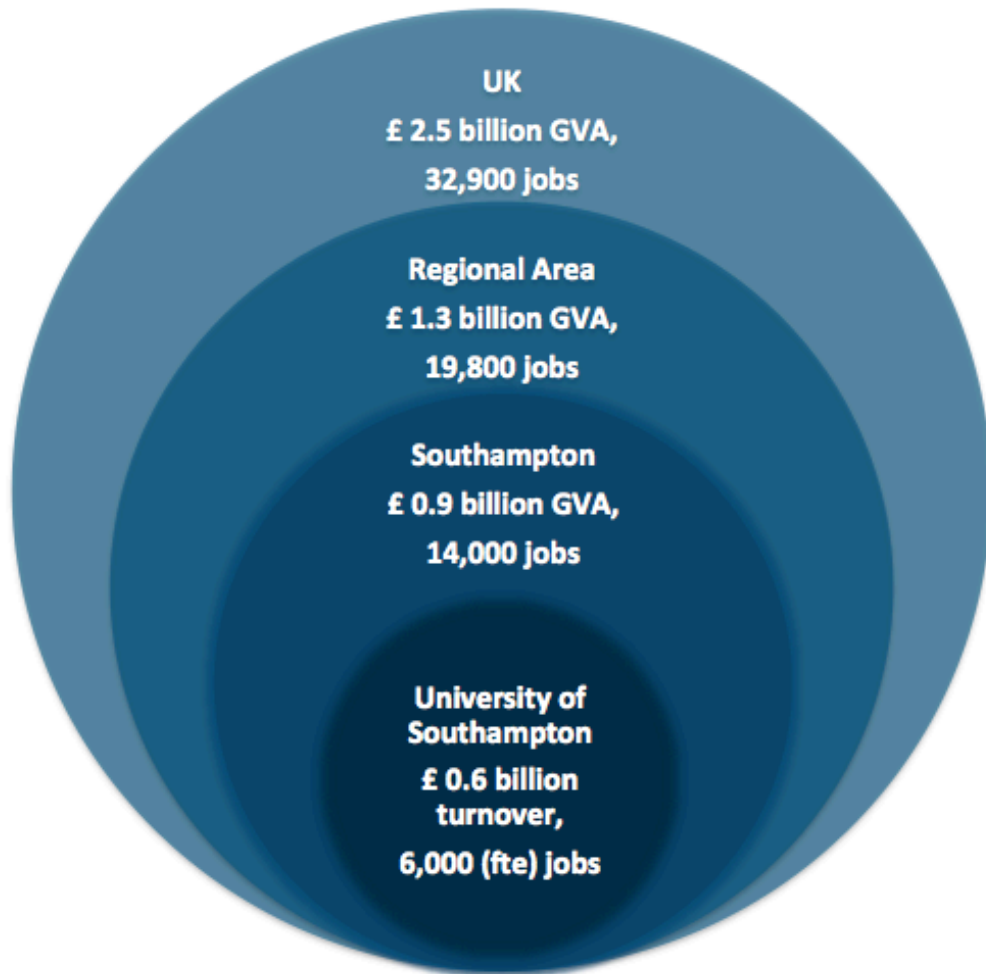 UK
£ 2.5 billion GVA,
32,900 jobs
Regional Area
£ 1.3 billion GVA,
19,800 jobs
Southampton
£ 0.9 billion GVA,
14,000 jobs
University of
Southampton
£ 0.6 billion
turnover,
6,000 (fte) jobs